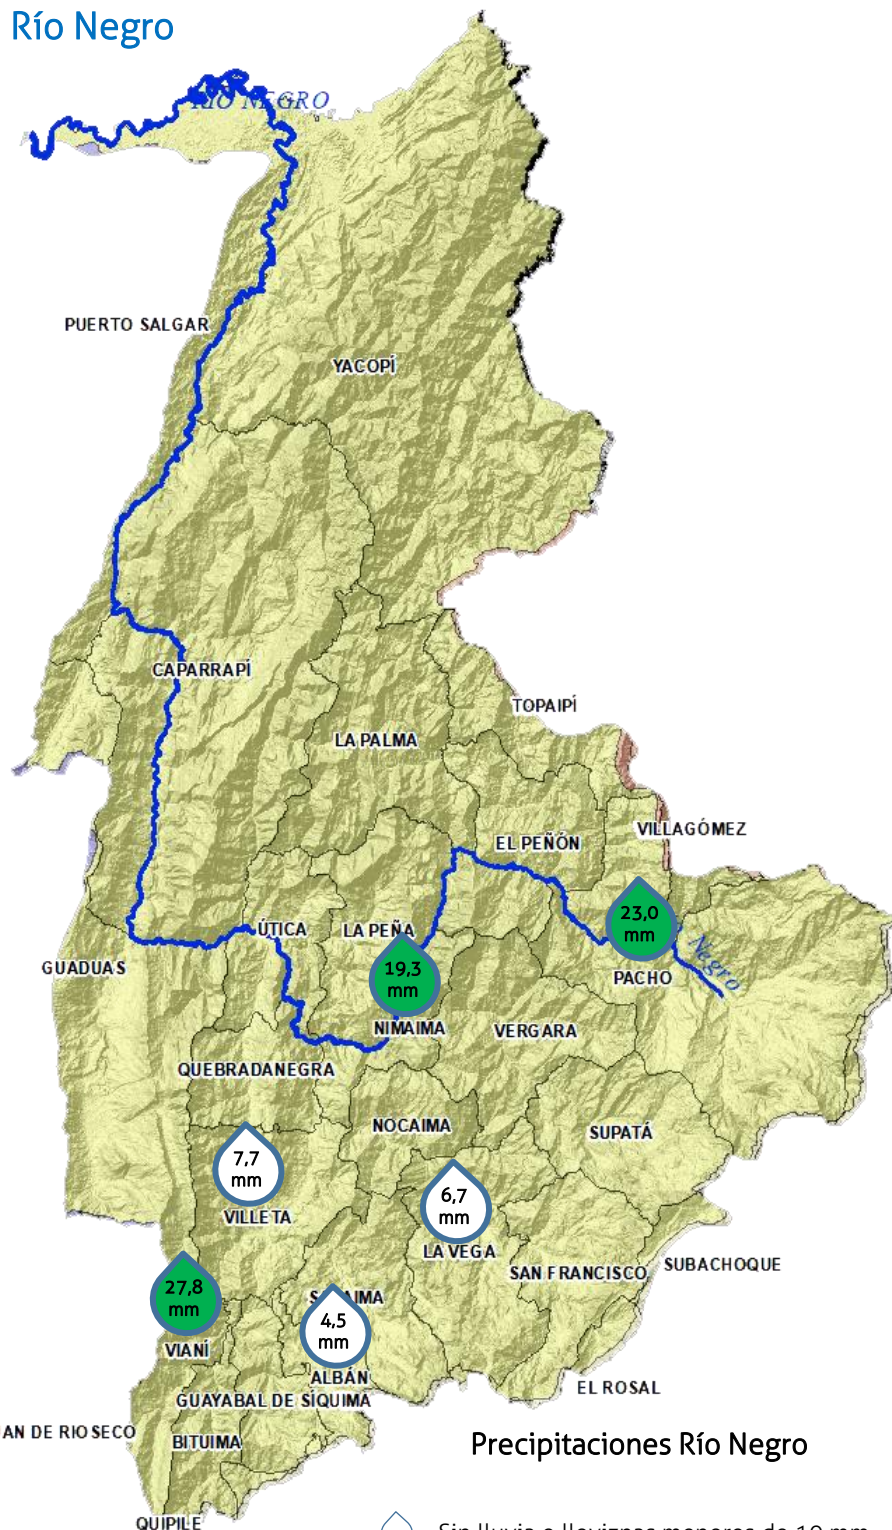 Río Negro
RÍO NEGRO
PUERTO SALGAR
YACOPÍ
CAPARRAPÍ
TOPAIPÍ
LA PALMA
VILLAGÓMEZ
EL PEÑÓN
23,0
mm
ÚTICA
LA PEÑA
Negro
GUADUAS
19,3
mm
PACHO
NIMAIMA
VERGARA
QUEBRADANEGRA
NOCAIMA
SUPATÁ
7,7
mm
6,7
mm
VILLETA
LA VEGA
SAN FRANCISCO
SUBACHOQUE
27,8
mm
4,5
mm
VIANÍ
ALBÁN
EL ROSAL
GUAYABAL DE SÍQUIMA
AN DE RIO SECO
BITUIMA
Precipitaciones Río Negro
QUIPILE